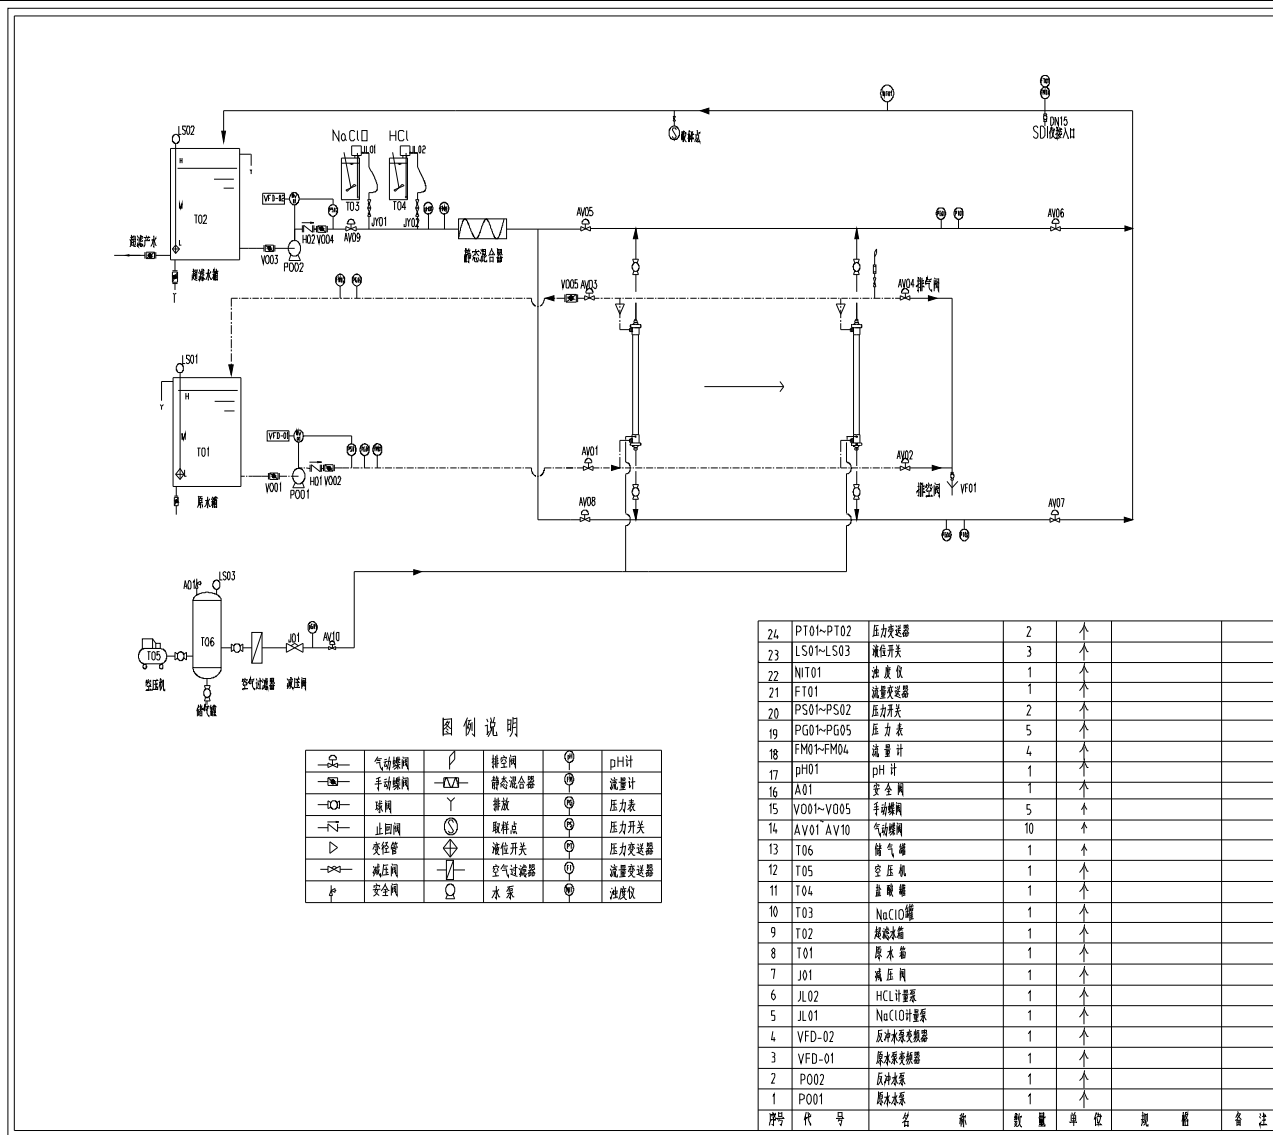 LS02
NaClO HCl
JL01 JL02
DN15
SDI仪接入口
取样点
H
VFD-02
T03 T04
M
T02
JY01 JY02
AV05
AV06
超滤产水
L
H02 V004 AV09
V003
P002
静态混合器
超滤水箱
V005 AV03
AV04 排气阀
LS01
H
VFD-01
M
T01
AV01
AV02
L
H01 V002
V001
P001
原水箱
排空阀
VF01
AV08
AV07
LS03
A01
T06
J01
AV10
T05
空压机
空气过滤器 减压阀
储气罐
图例说明
气动蝶阀 排空阀 pH pH计
手动蝶阀 静态混合器 FM 流量计
球阀 排放 PG 压力表
止回阀 取样点 PS 压力开关
变径管 液位开关 PT 压力变送器
减压阀 空气过滤器 FT 流量变送器
安全阀 水泵 NIT 浊度仪
24 PT01~PT02 压力变送器 2 个
23 LS01~LS03 液位开关 3 个
22 NIT01 浊度仪 1 个
21 FT01 流量变送器 1 个
20 PS01~PS02 压力开关 2 个
19 PG01~PG05 压力表 5 个
18 FM01~FM04 流量计 4 个
17 pH01 pH计 1 个
16 A01 安全阀 1 个
15 V001~V005 手动蝶阀 5 个
14 AV01~AV10 气动蝶阀 10 个
13 T06 储气罐 1 个
12 T05 空压机 1 个
11 T04 盐酸罐 1 个
10 T03 NaClO罐 1 个
9 T02 超滤水箱 1 个
8 T01 原水箱 1 个
7 J01 减压阀 1 个
6 JL02 HCL计量泵 1 个
5 JL01 NaClO计量泵 1 个
4 VFD-02 反冲水泵变频器 1 个
3 VFD-01 原水泵变频器 1 个
2 P002 反冲水泵 1 个
1 P001 原水水泵 1 个
序号 代号 名称 数量 单位 规格 备注